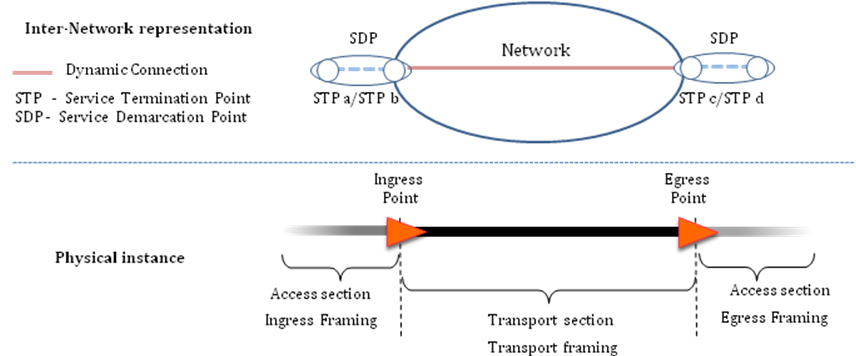 Inter-Network representation
Dynamic Connection
STP - Service Termination Point
SDP- Service Demarcation Point
SDP
Network
SDP
STP a/STP b
STP c/STP d
Ingress
Point
Egress
Point
Physical instance
Access section
Ingress Framing
Transport section
Transport framing
Access section
Egress Framing